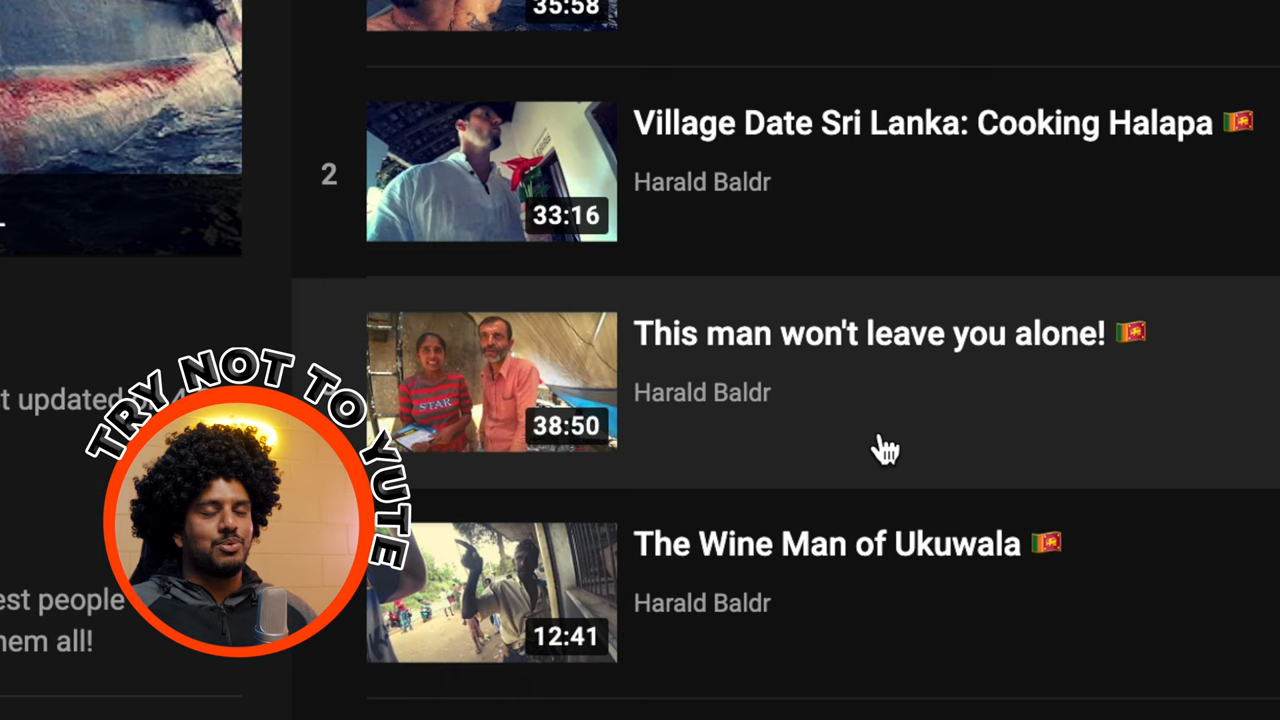 35:58
Village Date Sri Lanka: Cooking Halapa
Harald Baldr
2
33:16
This man won't leave you alone!
Harald Baldr
STAR
38:50
The Wine Man of Ukuwala
Harald Baldr
12:41
t updated
TRY NOT TO YUTE
est people
nem all!